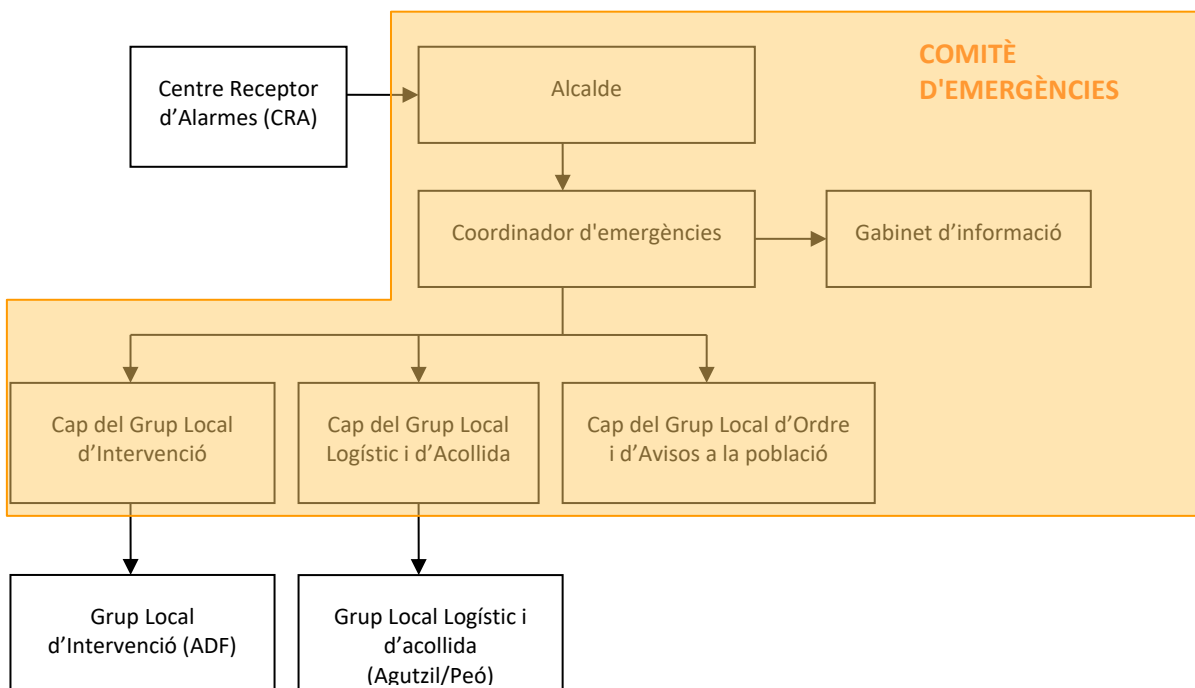 COMITÈ
D'EMERGÈNCIES
Centre Receptor
d’Alarmes (CRA)
Alcalde
Coordinador d'emergències
Gabinet d’informació
Cap del Grup Local
d’Intervenció
Cap del Grup Local
Logístic i d’Acollida
Cap del Grup Local d’Ordre
i d’Avisos a la població
Grup Local
d’Intervenció (ADF)
Grup Local Logístic i
d’acollida
(Agutzil/Peó)